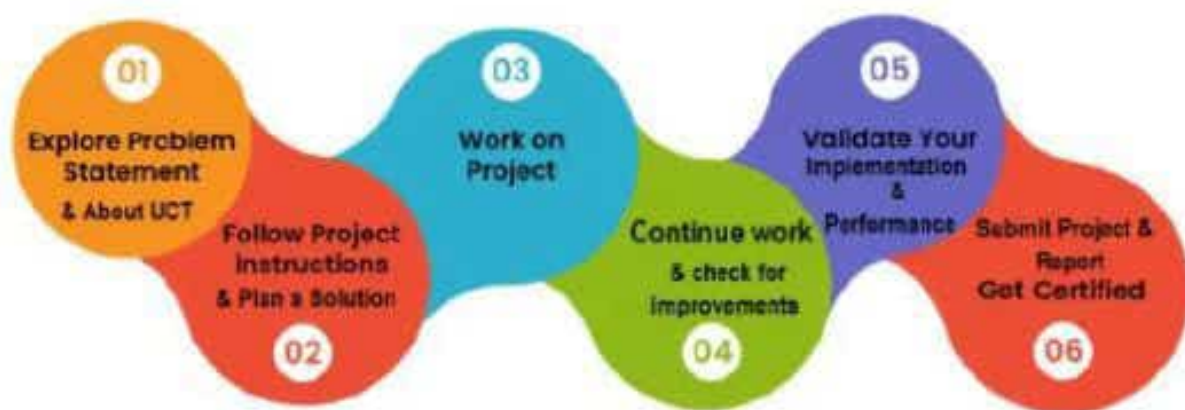 01
Explore Problem
Statement
& About UCT
Follow Project
Instructions
& Plan a Solution
02
03
Work on
Project
Continue work
& check for
improvements
04
05
Validate Your
Implementation
&
Performance
Submit Project &
Report
Get Certified
06